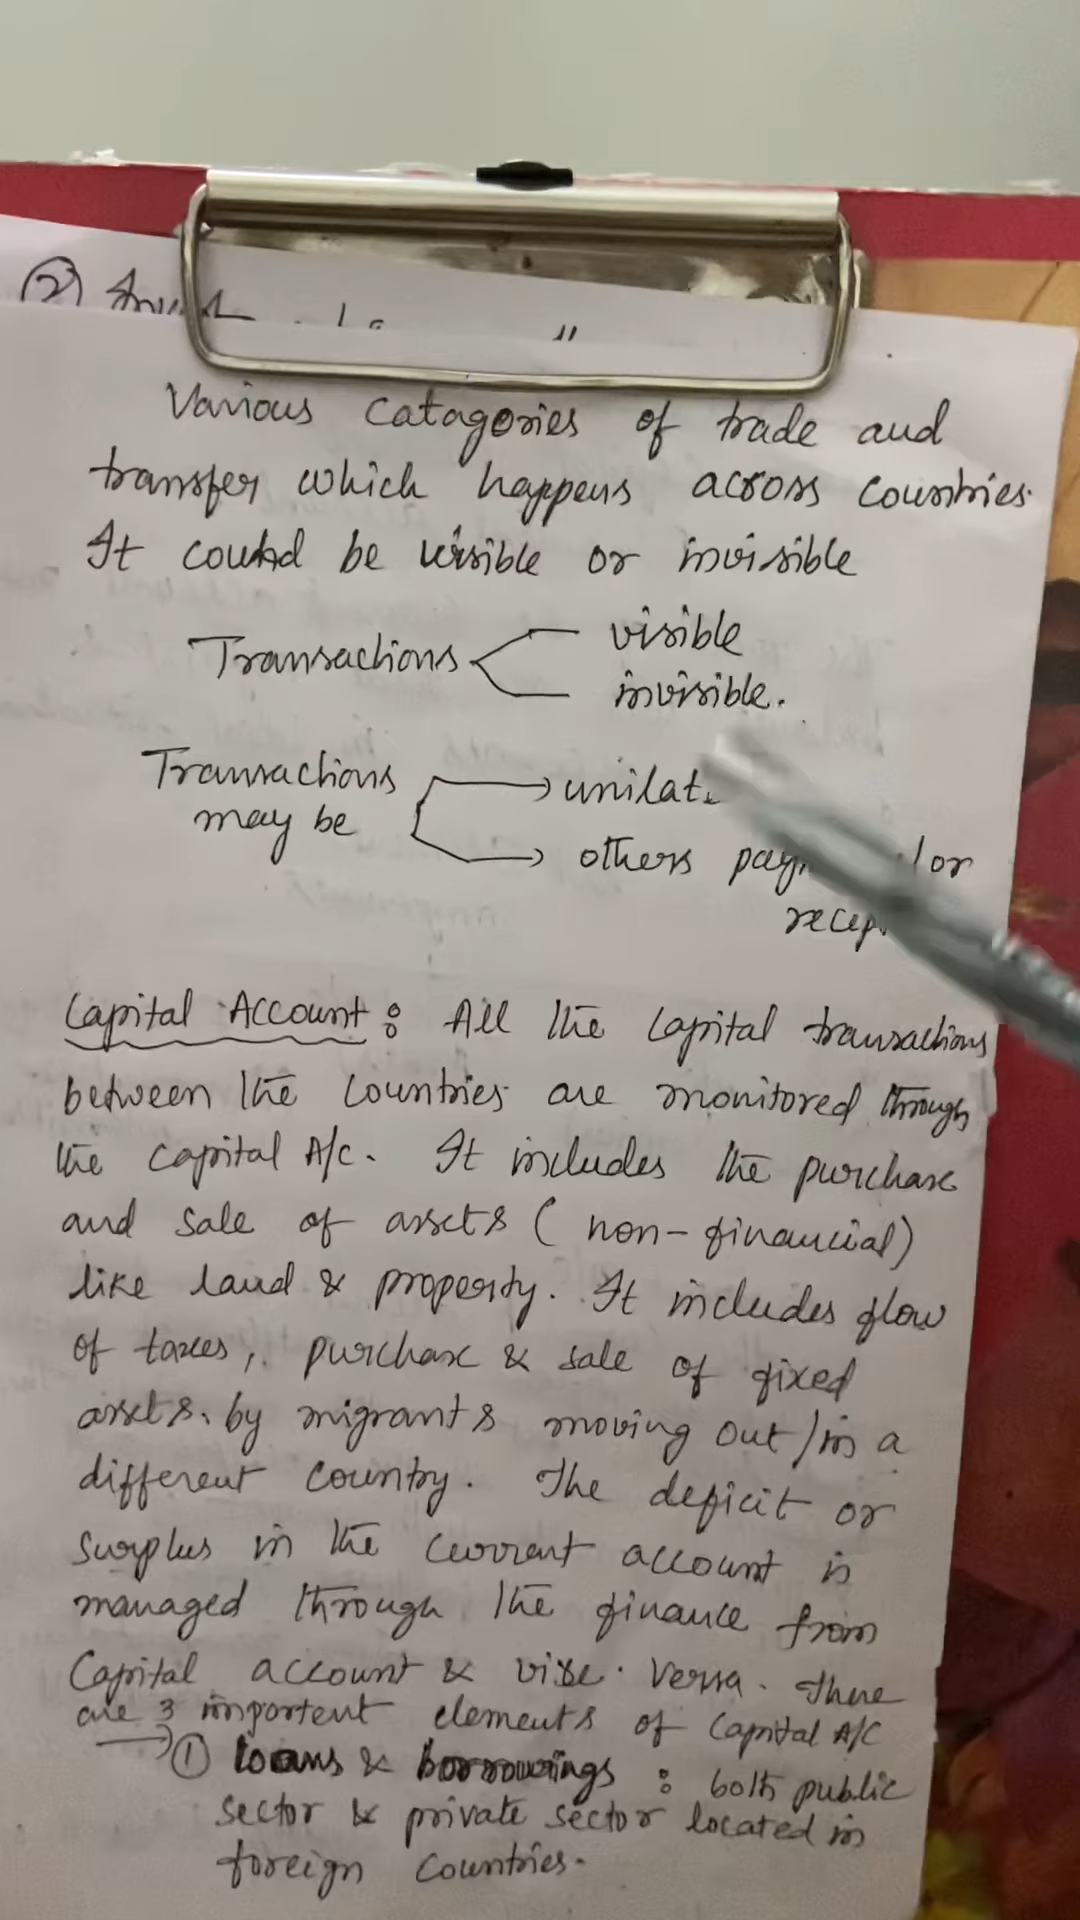 (2)
Various catagories of trade and
transfer which happens across countries.
It could be visible or invisible
Transactions visible
invisible.
Transactions
may be
others
or
Capital Account : All the capital transactions
between the countries are monitored through
the capital A/c. It includes the purchase
and sale of assets (non-financial)
like land & property. It includes flow
of taxes, purchase & sale of fixed
assets by migrants moving out/in a
different country. The deficit or
surplus in the current account is
managed through the finance from
Capital account & vise versa. There
are 3 importent elements of Capital A/C
→ ① loans & borrowings : both public
sector & private sector located in
foreign countries.